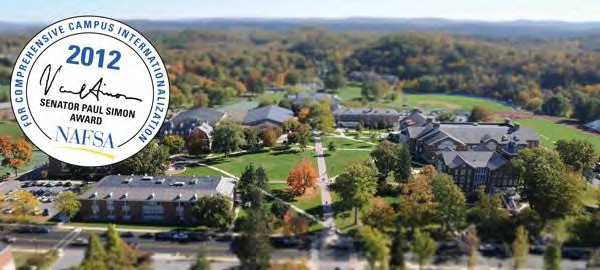 FOR COMPREHENSIVE CAMPUS INTERNATIONALIZATION
2012
Paul Simon
SENATOR PAUL SIMON
AWARD
NAFSA